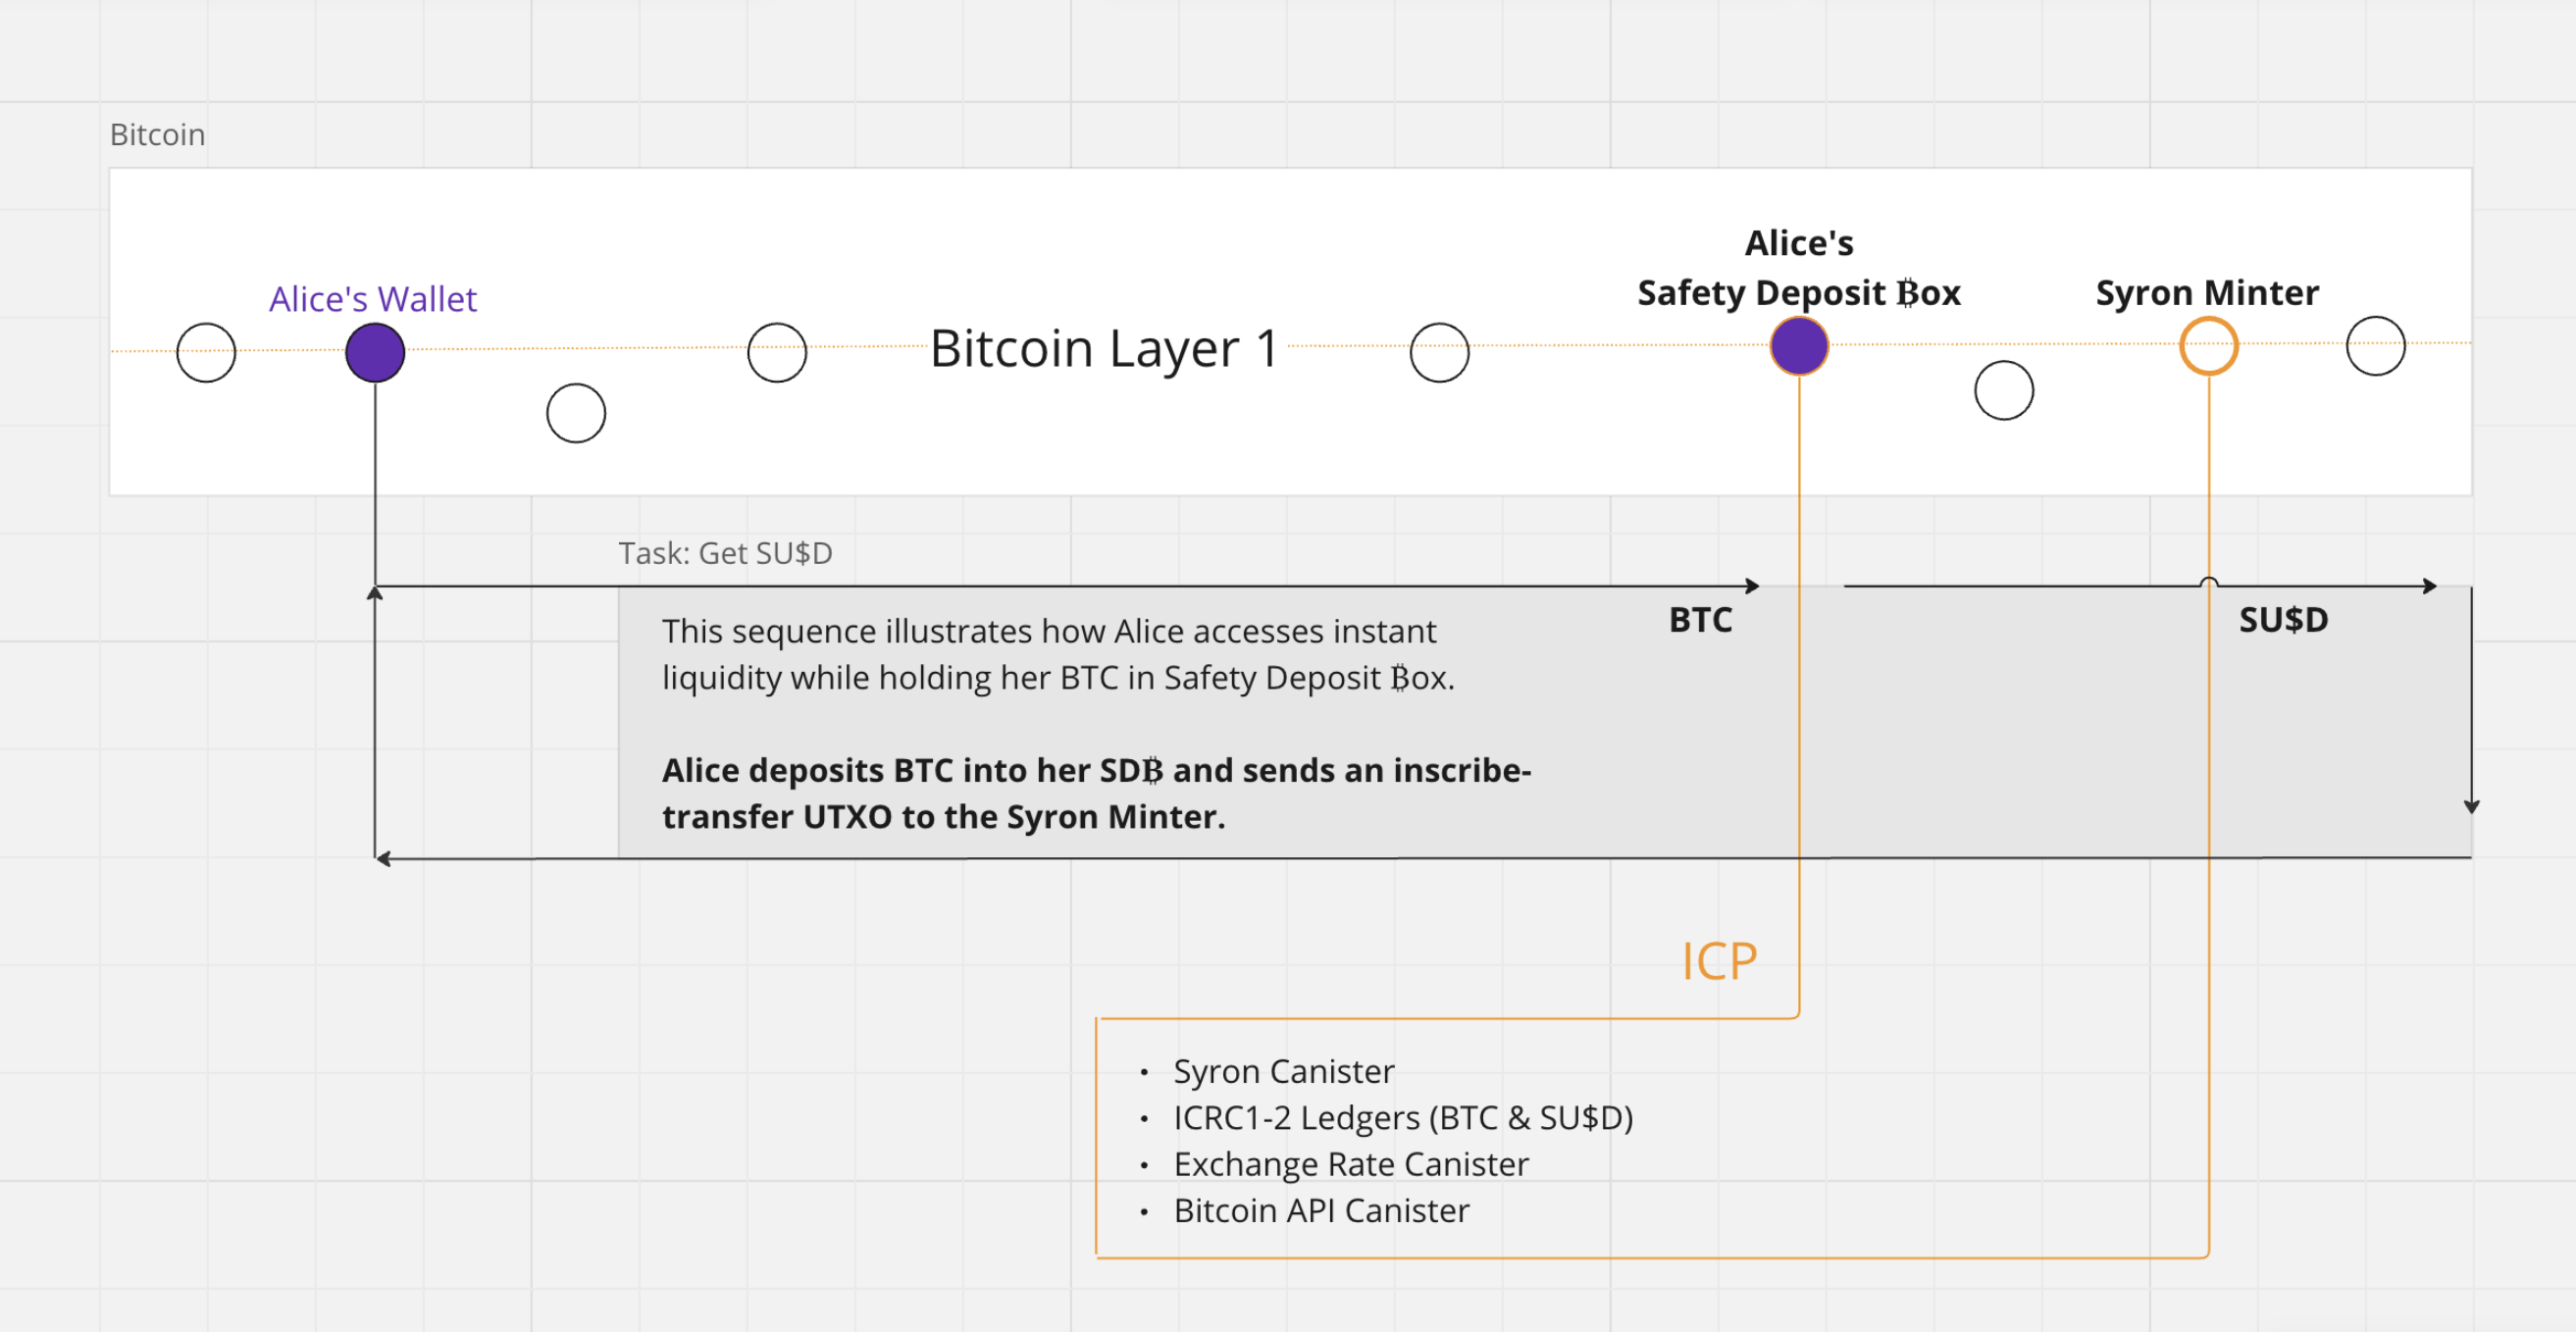 Bitcoin
Alice's
Safety Deposit ₿ox
Syron Minter
Alice's Wallet
Bitcoin Layer 1
Task: Get SU$D
This sequence illustrates how Alice accesses instant
liquidity while holding her BTC in Safety Deposit ₿ox.
Alice deposits BTC into her SD₿ and sends an inscribe-
transfer UTXO to the Syron Minter.
BTC
SU$D
ICP
• Syron Canister
• ICRC1-2 Ledgers (BTC & SU$D)
• Exchange Rate Canister
• Bitcoin API Canister